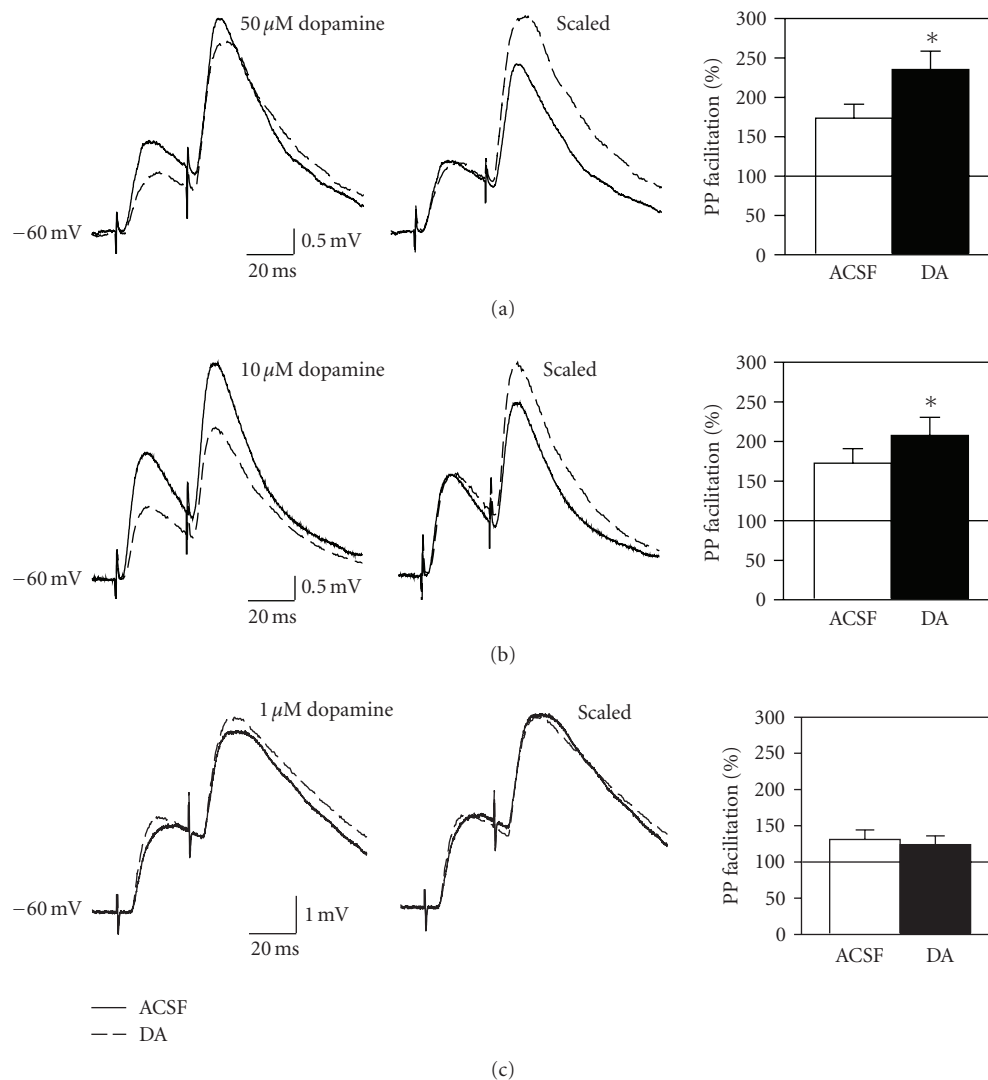 50 µM dopamine
Scaled
−60 mV
0.5 mV
20 ms
PP facilitation (%)
300
250
200
150
100
50
0
*
ACSF DA
(a)
10 µM dopamine
Scaled
−60 mV
0.5 mV
20 ms
PP facilitation (%)
300
250
200
150
100
50
0
*
ACSF DA
(b)
1 µM dopamine
Scaled
−60 mV
1 mV
20 ms
PP facilitation (%)
300
250
200
150
100
50
0
ACSF DA
ACSF
DA
(c)